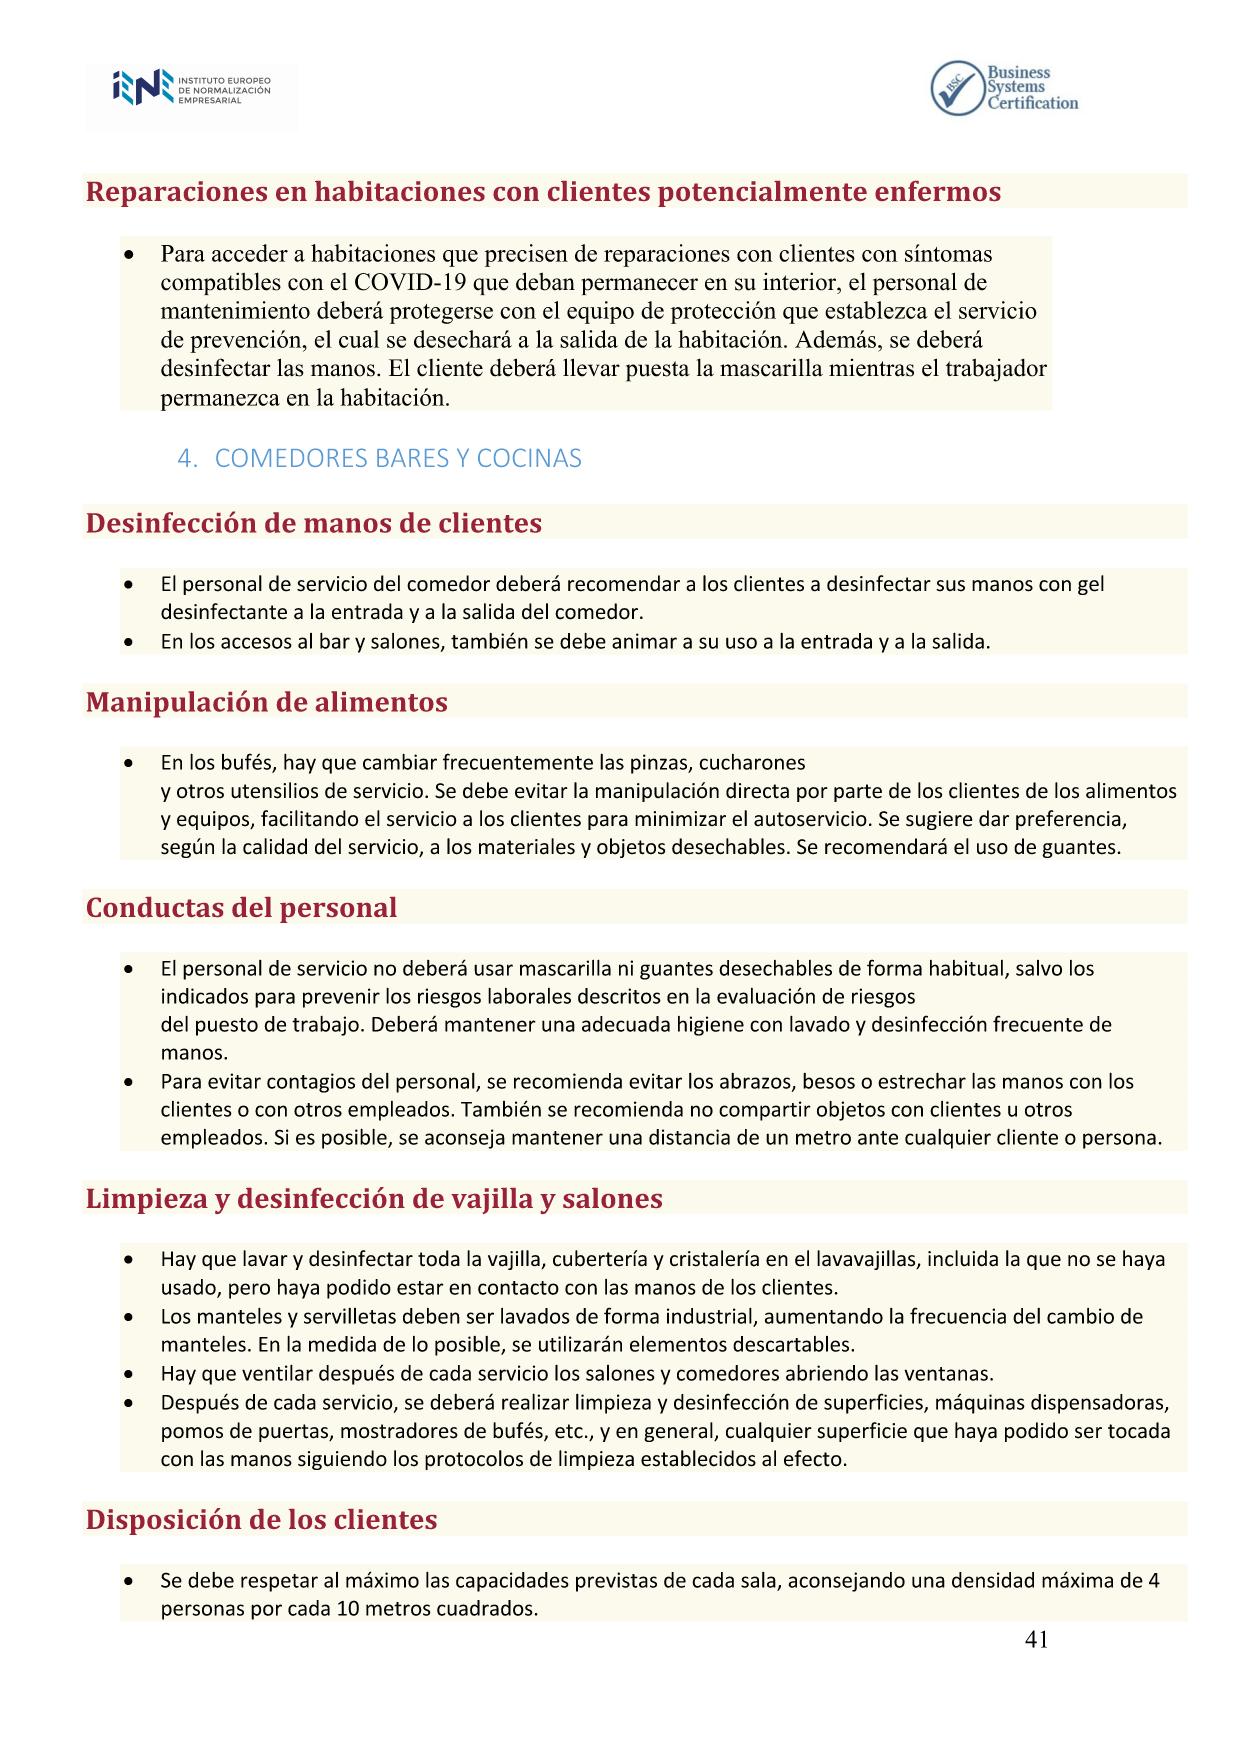 INSTITUTO EUROPEO
DE NORMALIZACIÓN
EMPRESARIAL
BSC
Business
Systems
Certification
Reparaciones en habitaciones con clientes potencialmente enfermos
• Para acceder a habitaciones que precisen de reparaciones con clientes con síntomas
compatibles con el COVID-19 que deban permanecer en su interior, el personal de
mantenimiento deberá protegerse con el equipo de protección que establezca el servicio
de prevención, el cual se desechará a la salida de la habitación. Además, se deberá
desinfectar las manos. El cliente deberá llevar puesta la mascarilla mientras el trabajador
permanezca en la habitación.
4. COMEDORES BARES Y COCINAS
Desinfección de manos de clientes
• El personal de servicio del comedor deberá recomendar a los clientes a desinfectar sus manos con gel
desinfectante a la entrada y a la salida del comedor.
• En los accesos al bar y salones, también se debe animar a su uso a la entrada y a la salida.
Manipulación de alimentos
• En los bufés, hay que cambiar frecuentemente las pinzas, cucharones
y otros utensilios de servicio. Se debe evitar la manipulación directa por parte de los clientes de los alimentos
y equipos, facilitando el servicio a los clientes para minimizar el autoservicio. Se sugiere dar preferencia,
según la calidad del servicio, a los materiales y objetos desechables. Se recomendará el uso de guantes.
Conductas del personal
• El personal de servicio no deberá usar mascarilla ni guantes desechables de forma habitual, salvo los
indicados para prevenir los riesgos laborales descritos en la evaluación de riesgos
del puesto de trabajo. Deberá mantener una adecuada higiene con lavado y desinfección frecuente de
manos.
• Para evitar contagios del personal, se recomienda evitar los abrazos, besos o estrechar las manos con los
clientes o con otros empleados. También se recomienda no compartir objetos con clientes u otros
empleados. Si es posible, se aconseja mantener una distancia de un metro ante cualquier cliente o persona.
Limpieza y desinfección de vajilla y salones
• Hay que lavar y desinfectar toda la vajilla, cubertería y cristalería en el lavavajillas, incluida la que no se haya
usado, pero haya podido estar en contacto con las manos de los clientes.
• Los manteles y servilletas deben ser lavados de forma industrial, aumentando la frecuencia del cambio de
manteles. En la medida de lo posible, se utilizarán elementos descartables.
• Hay que ventilar después de cada servicio los salones y comedores abriendo las ventanas.
• Después de cada servicio, se deberá realizar limpieza y desinfección de superficies, máquinas dispensadoras,
pomos de puertas, mostradores de bufés, etc., y en general, cualquier superficie que haya podido ser tocada
con las manos siguiendo los protocolos de limpieza establecidos al efecto.
Disposición de los clientes
• Se debe respetar al máximo las capacidades previstas de cada sala, aconsejando una densidad máxima de 4
personas por cada 10 metros cuadrados.
41